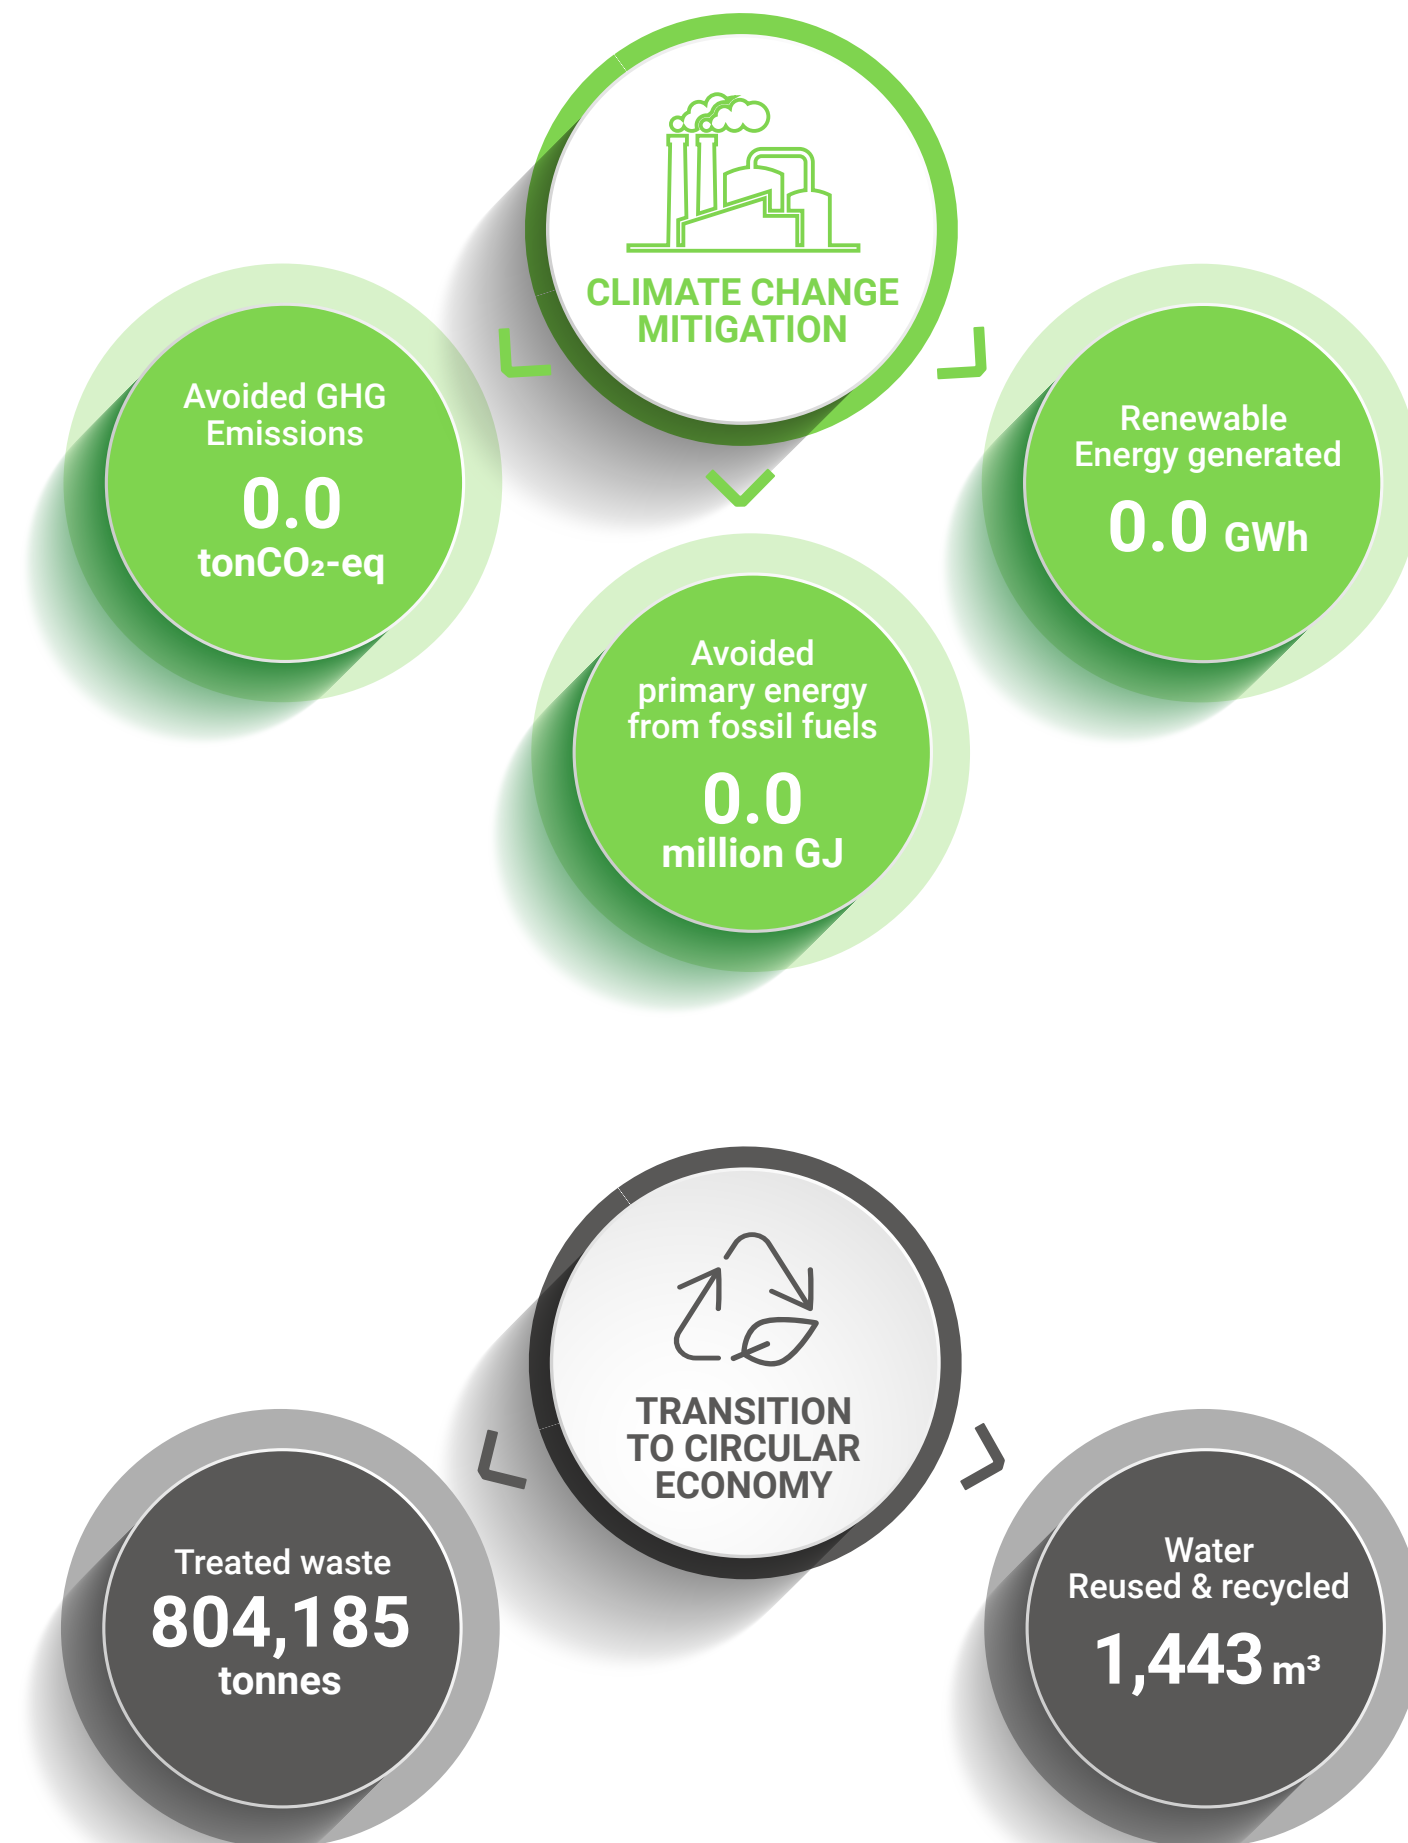 CLIMATE CHANGE
MITIGATION
Avoided GHG
Emissions
0.0
tonCO₂-eq
Renewable
Energy generated
0.0 GWh
Avoided
primary energy
from fossil fuels
0.0
million GJ
TRANSITION
TO CIRCULAR
ECONOMY
Treated waste
804,185
tonnes
Water
Reused & recycled
1,443 m³